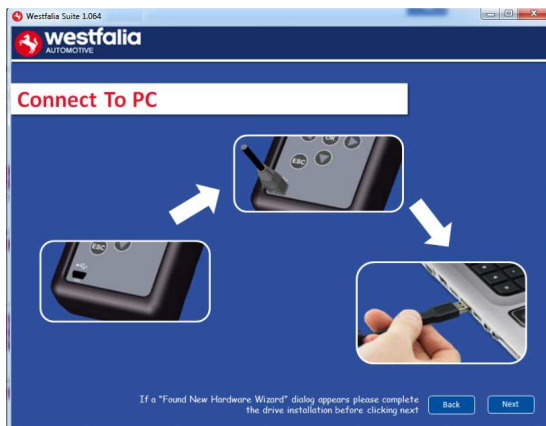 Westfalia Suite 1.064
westfalia
AUTOMOTIVE
Connect To PC
OK
ESC
ESC
If a "Found New Hardware Wizard" dialog appears please complete
the drive installation before clicking next
Back
Next